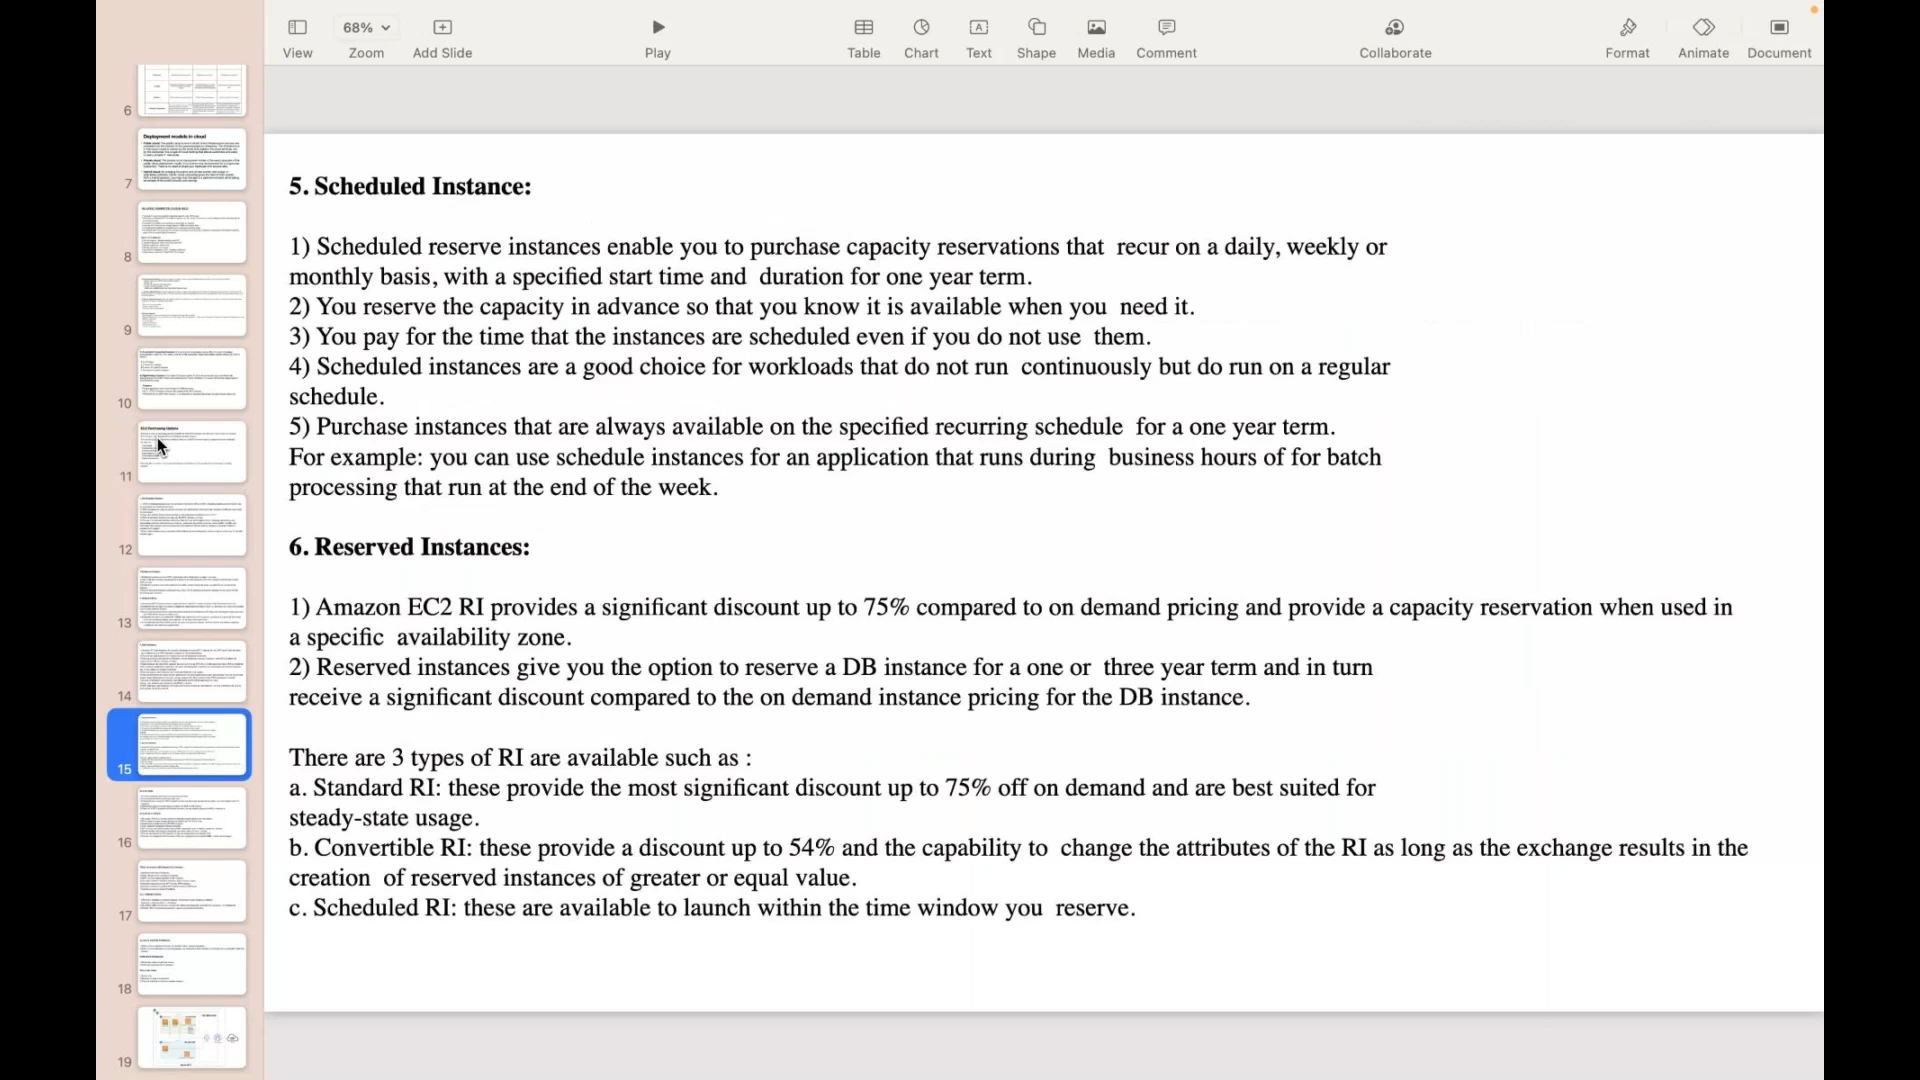 68%
View
Zoom
Add Slide
Play
Table
Chart
Text
Shape
Media
Comment
Collaborate
Format
Animate
Document
6
Deployment models in cloud
7
8
9
10
EC2 Purchasing Options
11
12
13
14
15
16
17
18
19
5. Scheduled Instance:
1) Scheduled reserve instances enable you to purchase capacity reservations that recur on a daily, weekly or
monthly basis, with a specified start time and duration for one year term.
2) You reserve the capacity in advance so that you know it is available when you need it.
3) You pay for the time that the instances are scheduled even if you do not use them.
4) Scheduled instances are a good choice for workloads that do not run continuously but do run on a regular
schedule.
5) Purchase instances that are always available on the specified recurring schedule for a one year term.
For example: you can use schedule instances for an application that runs during business hours of for batch
processing that run at the end of the week.
6. Reserved Instances:
1) Amazon EC2 RI provides a significant discount up to 75% compared to on demand pricing and provide a capacity reservation when used in
a specific availability zone.
2) Reserved instances give you the option to reserve a DB instance for a one or three year term and in turn
receive a significant discount compared to the on demand instance pricing for the DB instance.
There are 3 types of RI are available such as :
a. Standard RI: these provide the most significant discount up to 75% off on demand and are best suited for
steady-state usage.
b. Convertible RI: these provide a discount up to 54% and the capability to change the attributes of the RI as long as the exchange results in the
creation of reserved instances of greater or equal value.
c. Scheduled RI: these are available to launch within the time window you reserve.